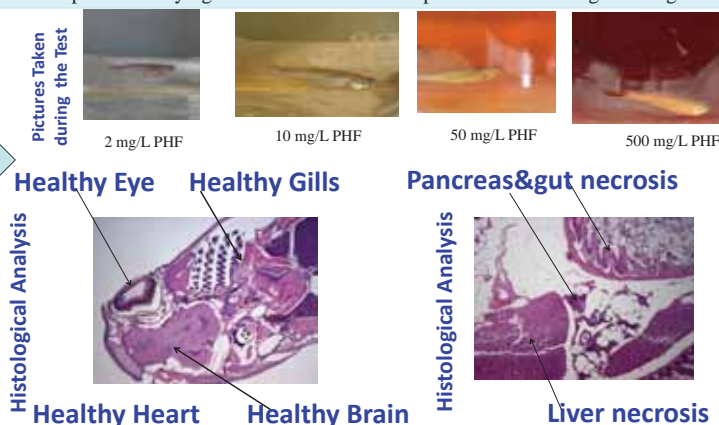 Pictures Taken
during the Test
2 mg/L PHF
10 mg/L PHF
50 mg/L PHF
500 mg/L PHF
Healthy Eye
Healthy Gills
Pancreas&gut necrosis
Histological Analysis
Histological Analysis
Healthy Heart
Healthy Brain
Liver necrosis